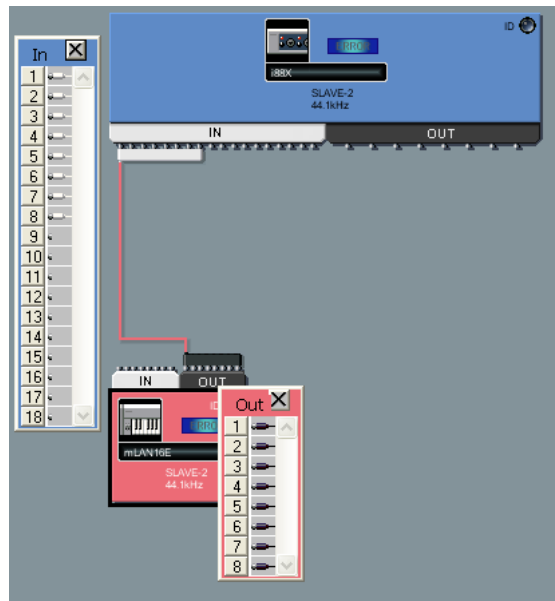 ID
ERRO
i88X
SLAVE-2
44.1kHz
IN OUT
In X
1
2
3
4
5
6
7
8
9
10
11
12
13
14
15
16
17
18
IN OUT
mLAN16E
SLAVE-2
44.1kHz
Out X
1
2
3
4
5
6
7
8